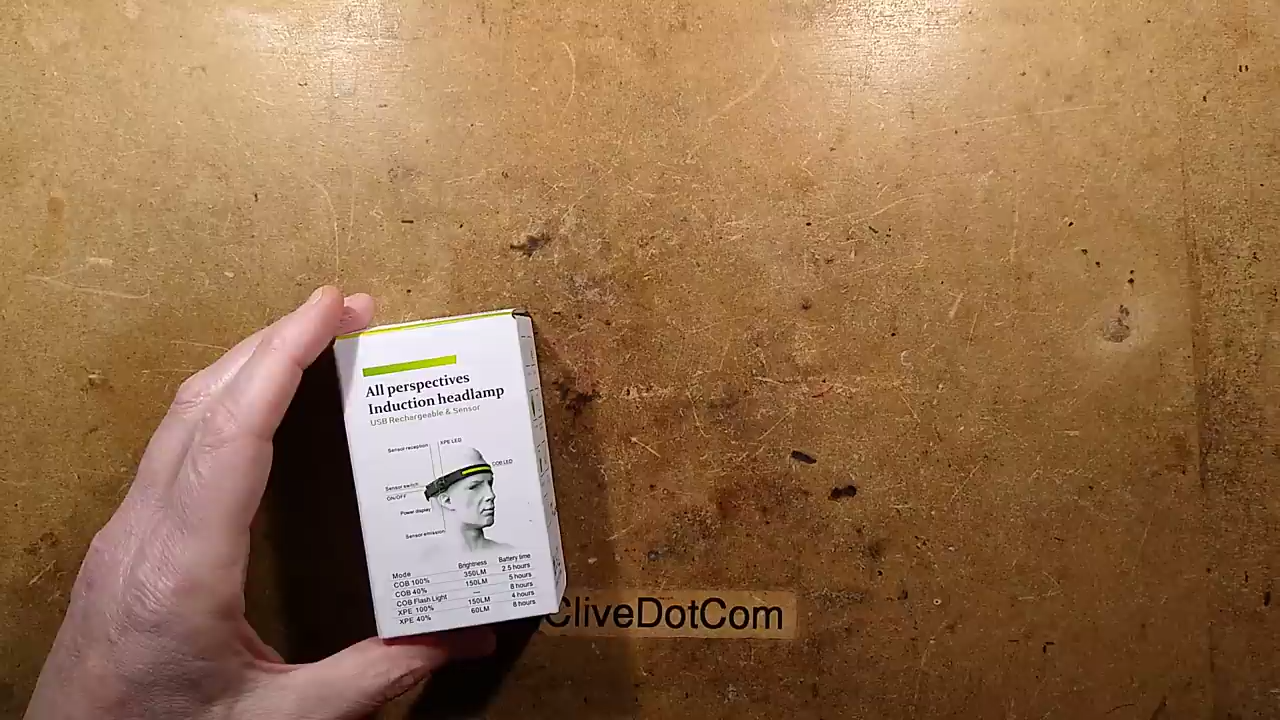 All perspectives
Induction headlamp
USB Rechargeable & Sensor
Sensor reception
XPE LED
COB LED
Sensor switch
ON/OFF
Power display
Sensor emission
Mode Brightness Battery time
COB 100% 350LM 2.5 hours
COB 40% 150LM 5 hours
COB Flash Light --- 8 hours
XPE 100% 150LM 4 hours
XPE 40% 60LM 8 hours
CliveDotCom